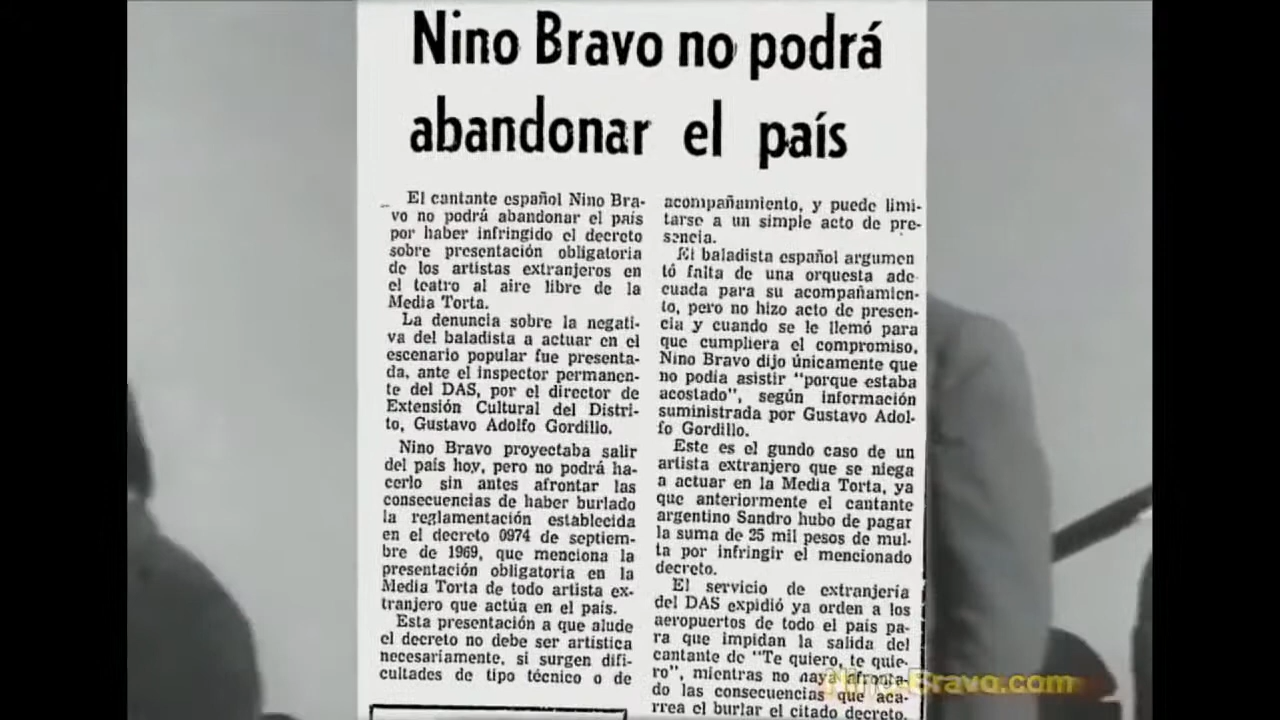 Nino Bravo no podrá
abandonar el país
El cantante español Nino Bra-
vo no podrá abandonar el país
por haber infringido el decreto
sobre presentación obligatoria
de los artistas extranjeros en
el teatro al aire libre de la
Media Torta.
La denuncia sobre la negati-
va del baladista a actuar en el
escenario popular fue presenta-
da, ante el inspector permanen-
te del DAS, por el director de
Extensión Cultural del Distri-
to, Gustavo Adolfo Gordillo.
Nino Bravo proyectaba salir
del país hoy, pero no podrá ha-
cerlo sin antes afrontar las
consecuencias de haber burlado
la reglamentación establecida
en el decreto 0974 de septiem-
bre de 1969, que menciona la
presentación obligatoria en la
Media Torta de todo artista ex-
tranjero que actúa en el país.
Esta presentación a que alude
el decreto no debe ser artística
necesariamente, si surgen difi-
cultades de tipo técnico o de
acompañamiento, y puede limi-
tarse a un simple acto de pre-
sencia.
El baladista español argumen
tó falta de una orquesta ade-
cuada para su acompañamien-
to, pero no hizo acto de presen-
cia y cuando se le llemó para
que cumpliera el compromiso,
Nino Bravo dijo únicamente que
no podía asistir "porque estaba
acostado", según información
suministrada por Gustavo Adol-
fo Gordillo.
Este es el gundo caso de un
artista extranjero que se niega
a actuar en la Media Torta, ya
que anteriormente el cantante
argentino Sandro hubo de pagar
la suma de 25 mil pesos de mul-
ta por infringir el mencionado
decreto.
El servicio de extranjería
del DAS expidió ya orden a los
aeropuertos de todo el país pa-
ra que impidan la salida del
cantante de "Te quiero, te quie-
ro", mientras no haya afronta-
do las consecuencias que aca-
rrea el burlar el citado decreto.
Nino-Bravo.com